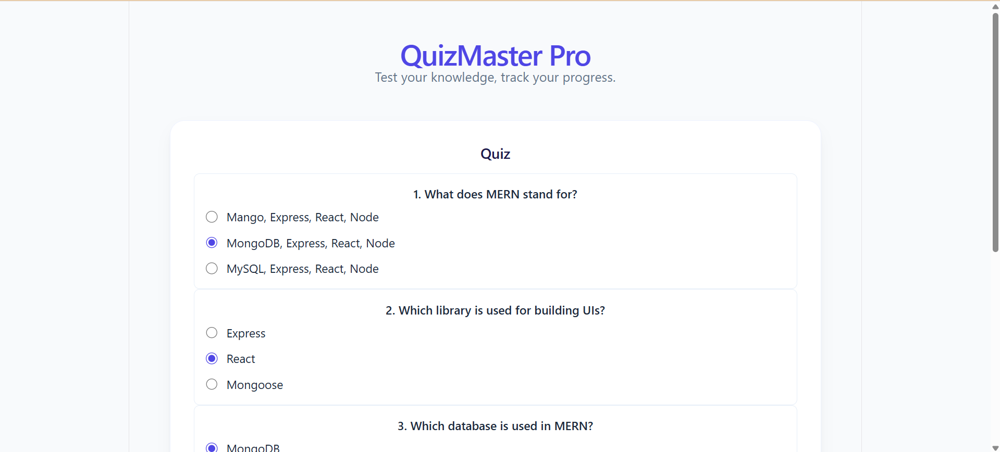 QuizMaster Pro
Test your knowledge, track your progress.
Quiz
1. What does MERN stand for?
Mango, Express, React, Node
MongoDB, Express, React, Node
MySQL, Express, React, Node
2. Which library is used for building UIs?
Express
React
Mongoose
3. Which database is used in MERN?
MongoDB